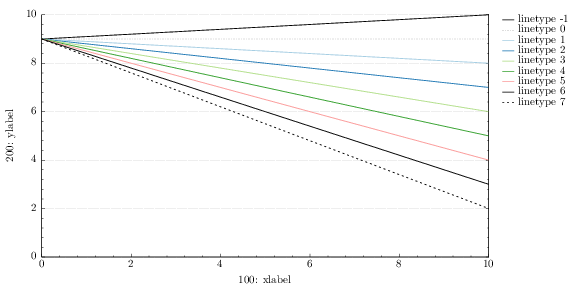 10
8
6
4
2
0
200: ylabel
0 2 4 6 8 10
100: xlabel
linetype -1
linetype 0
linetype 1
linetype 2
linetype 3
linetype 4
linetype 5
linetype 6
linetype 7